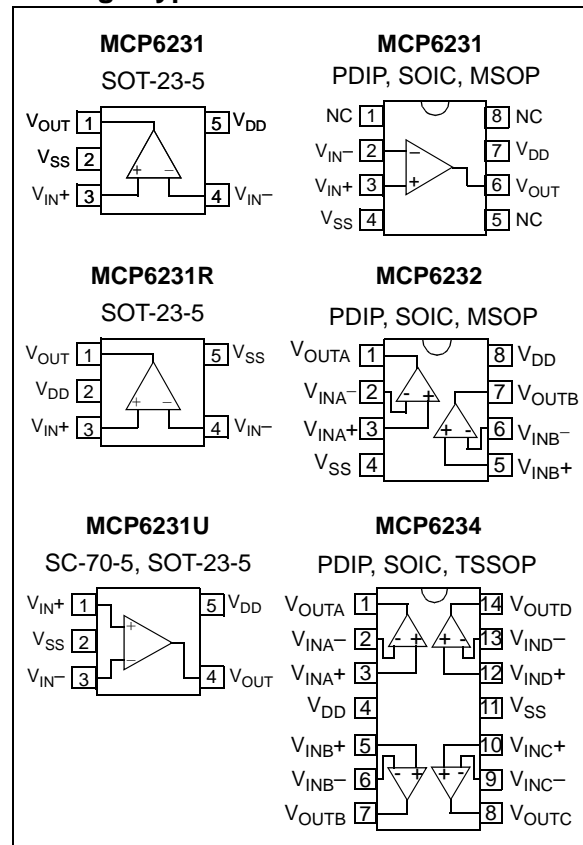 MCP6231
SOT-23-5
VOUT 1
5 VDD
VSS 2
VIN+ 3
4 VIN–
+ –
MCP6231
PDIP, SOIC, MSOP
NC 1
8 NC
VIN– 2
7 VDD
VIN+ 3
6 VOUT
VSS 4
5 NC
–
+
MCP6231R
SOT-23-5
VOUT 1
5 VSS
VDD 2
VIN+ 3
4 VIN–
+ –
MCP6232
PDIP, SOIC, MSOP
VOUTA 1
8 VDD
VINA– 2
7 VOUTB
VINA+ 3
6 VINB–
VSS 4
5 VINB+
- +
+ -
MCP6231U
SC-70-5, SOT-23-5
VIN+ 1
5 VDD
VSS 2
VIN– 3
4 VOUT
+
–
MCP6234
PDIP, SOIC, TSSOP
VOUTA 1
14 VOUTD
VINA– 2
13 VIND–
VINA+ 3
12 VIND+
VDD 4
11 VSS
VINB+ 5
10 VINC+
VINB– 6
9 VINC–
VOUTB 7
8 VOUTC
- +
+ -
- +
+ -